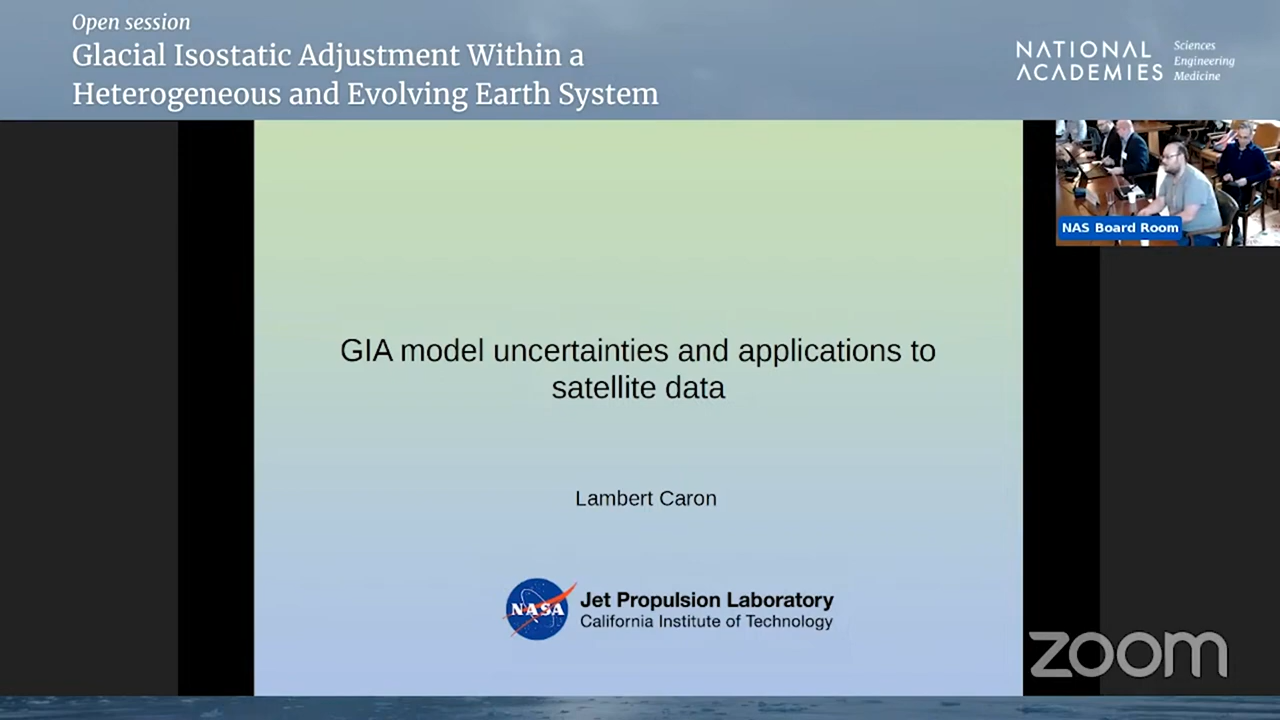 Open session
Glacial Isostatic Adjustment Within a
Heterogeneous and Evolving Earth System
NATIONAL
ACADEMIES
Sciences
Engineering
Medicine
NAS Board Room
GIA model uncertainties and applications to
satellite data
Lambert Caron
NASA
Jet Propulsion Laboratory
California Institute of Technology
zoom